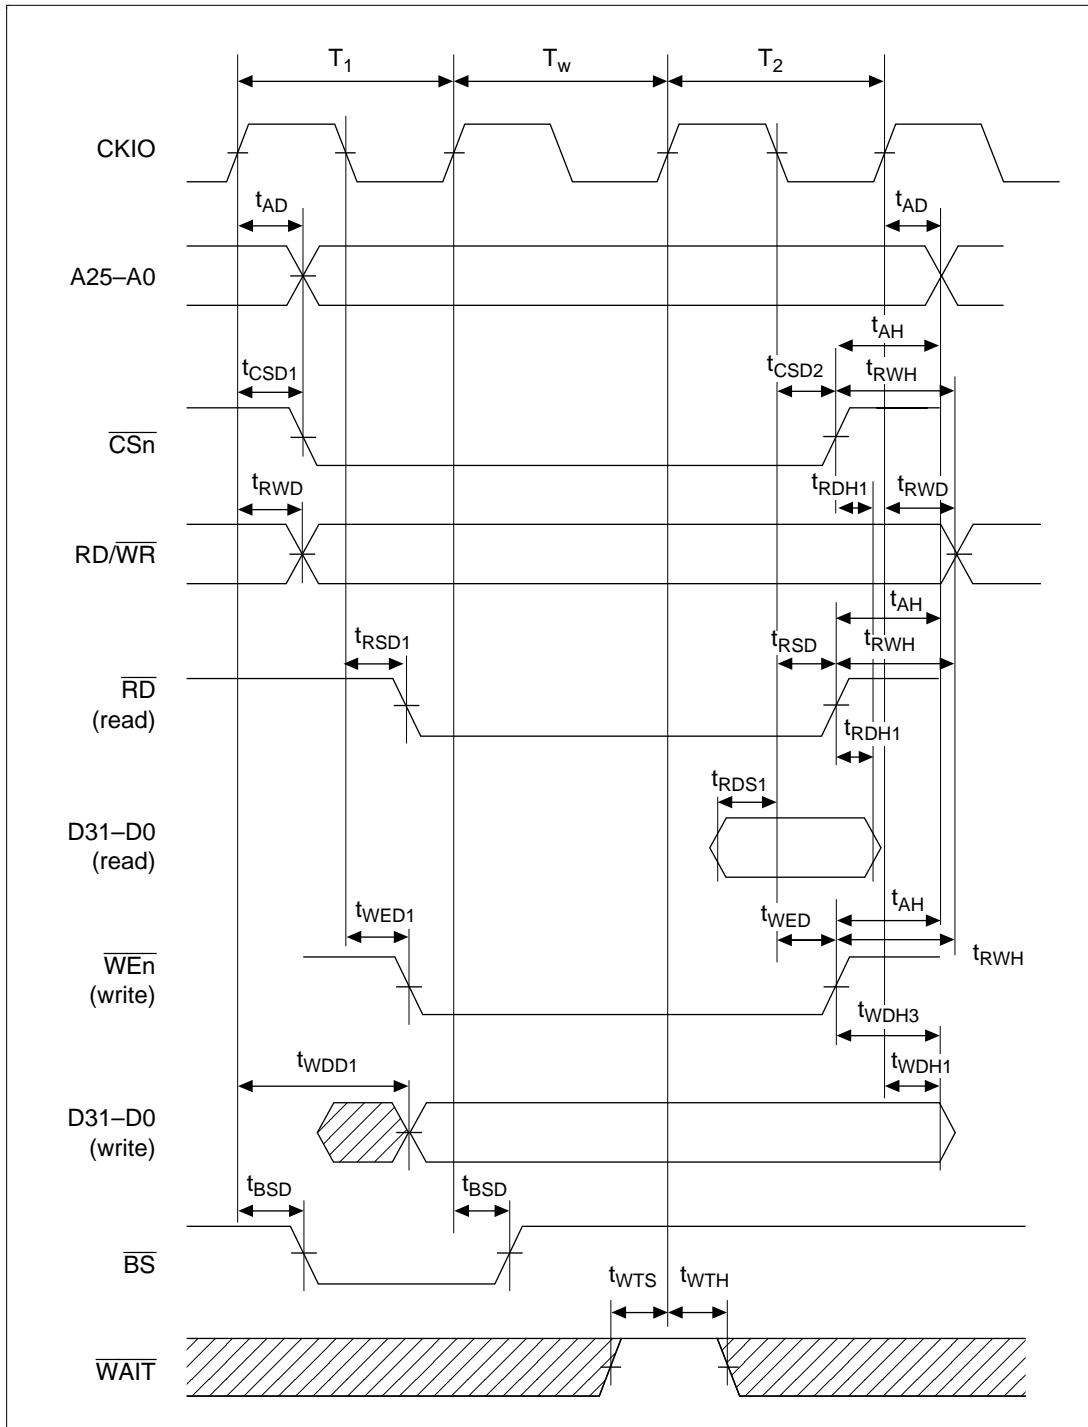 T1 Tw T2
CKIO
tAD tAD
A25–A0
tAH
tCSD1 tCSD2 tRWH
CSn
tRDH1
tRWD tRWD
RD/WR
tAH
tRSD1 tRSD tRWH
RD
(read)
tRDH1
tRDS1
D31–D0
(read)
tAH
tWED1 tWED
tRWH
WEn
(write)
tWDH3
tWDD1 tWDH1
D31–D0
(write)
tBSD tBSD
BS
tWTS tWTH
WAIT